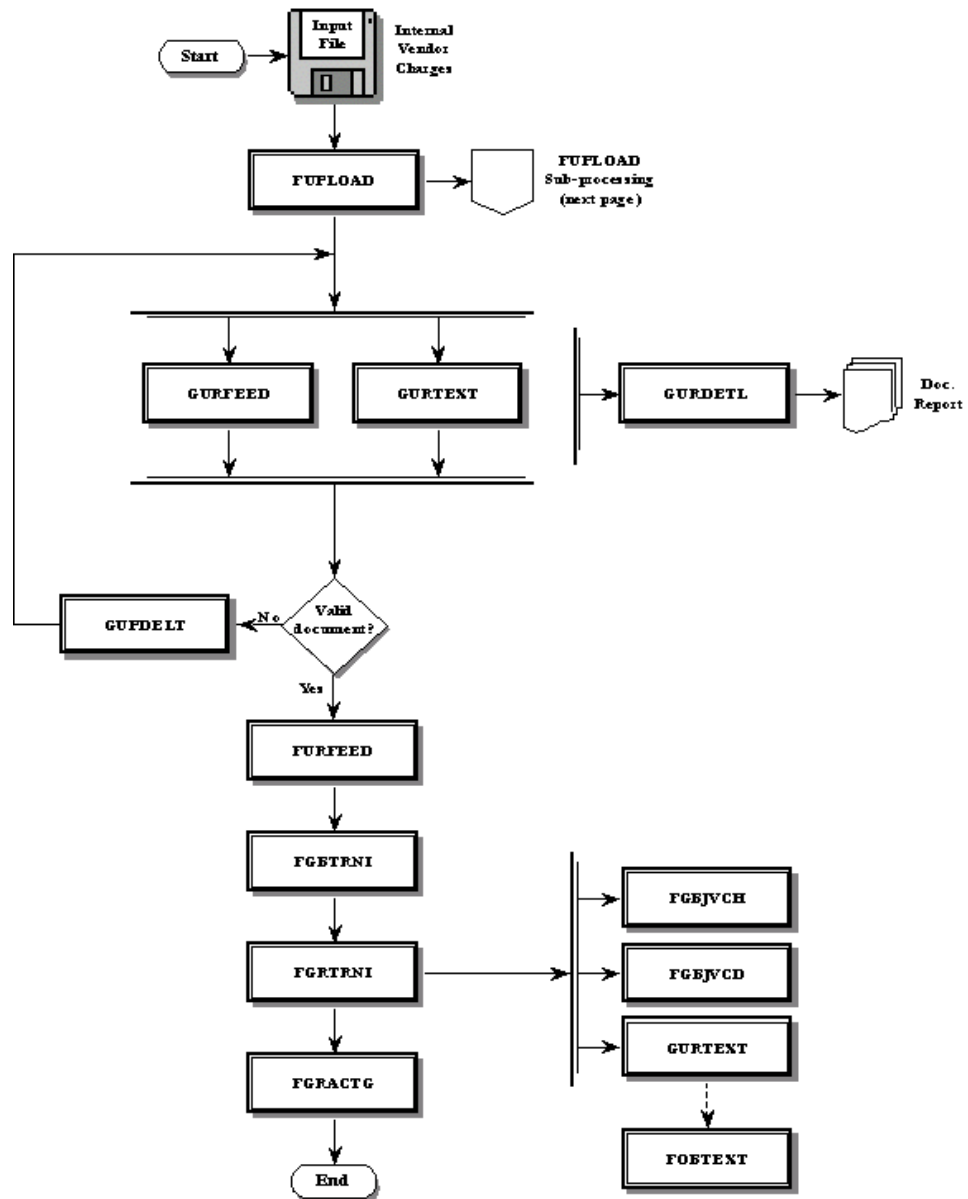 Start
Input
File
Internal
Vendor
Charges
FUPLOAD
FUPLOAD
Sub-processing
(next page)
GURFEED
GURTEXT
GURDETL
Doc.
Report
GUPDELT
No
Valid
document?
Yes
FURFEED
FGBTRNI
FGRTRNI
FGBJVCH
FGBJVCD
GURTEXT
FGRACTG
FOBTEXT
End